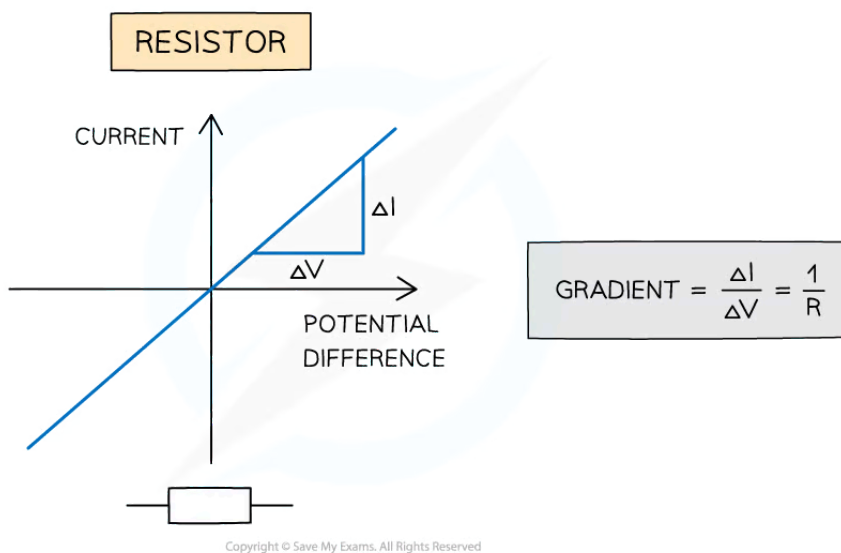 RESISTOR
CURRENT
ΔI
ΔV
POTENTIAL
DIFFERENCE
GRADIENT = ΔI/ΔV = 1/R
Copyright © Save My Exams. All Rights Reserved